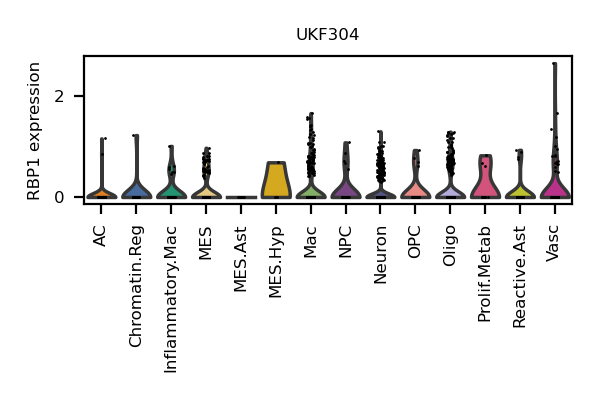 UKF304
RBP1 expression
2
0
AC
Chromatin.Reg
Inflammatory.Mac
MES
MES.Ast
MES.Hyp
Mac
NPC
Neuron
OPC
Oligo
Prolif.Metab
Reactive.Ast
Vasc